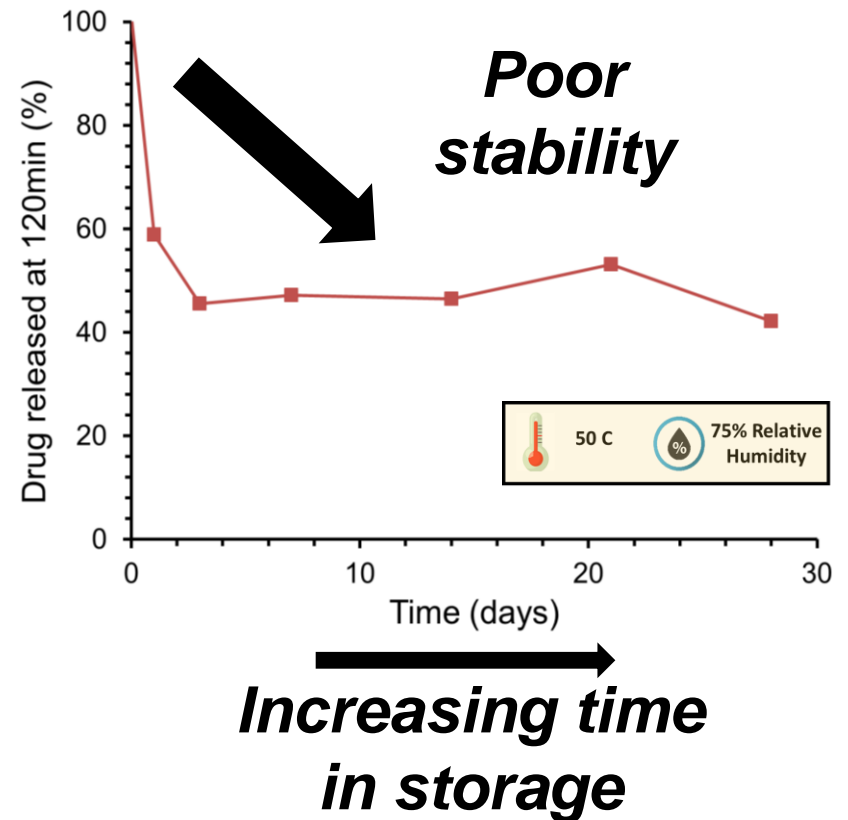 Poor
stability
Drug released at 120min (%)
100
80
60
40
20
0
50 C
%
75% Relative
Humidity
0 10 20 30
Time (days)
Increasing time
in storage